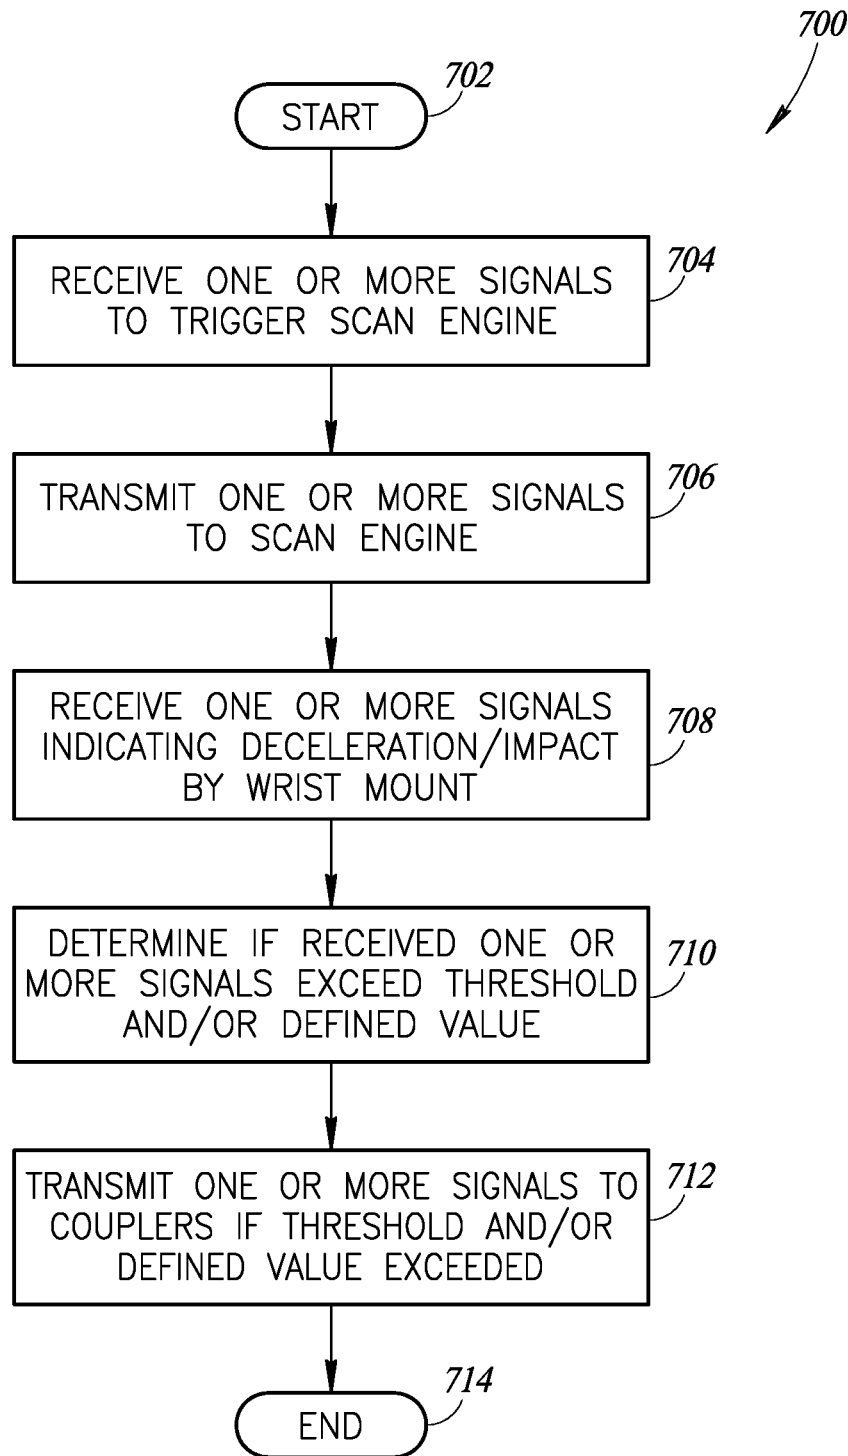 700
702
START
704
RECEIVE ONE OR MORE SIGNALS
TO TRIGGER SCAN ENGINE
706
TRANSMIT ONE OR MORE SIGNALS
TO SCAN ENGINE
708
RECEIVE ONE OR MORE SIGNALS
INDICATING DECELERATION/IMPACT
BY WRIST MOUNT
710
DETERMINE IF RECEIVED ONE OR
MORE SIGNALS EXCEED THRESHOLD
AND/OR DEFINED VALUE
712
TRANSMIT ONE OR MORE SIGNALS TO
COUPLERS IF THRESHOLD AND/OR
DEFINED VALUE EXCEEDED
714
END